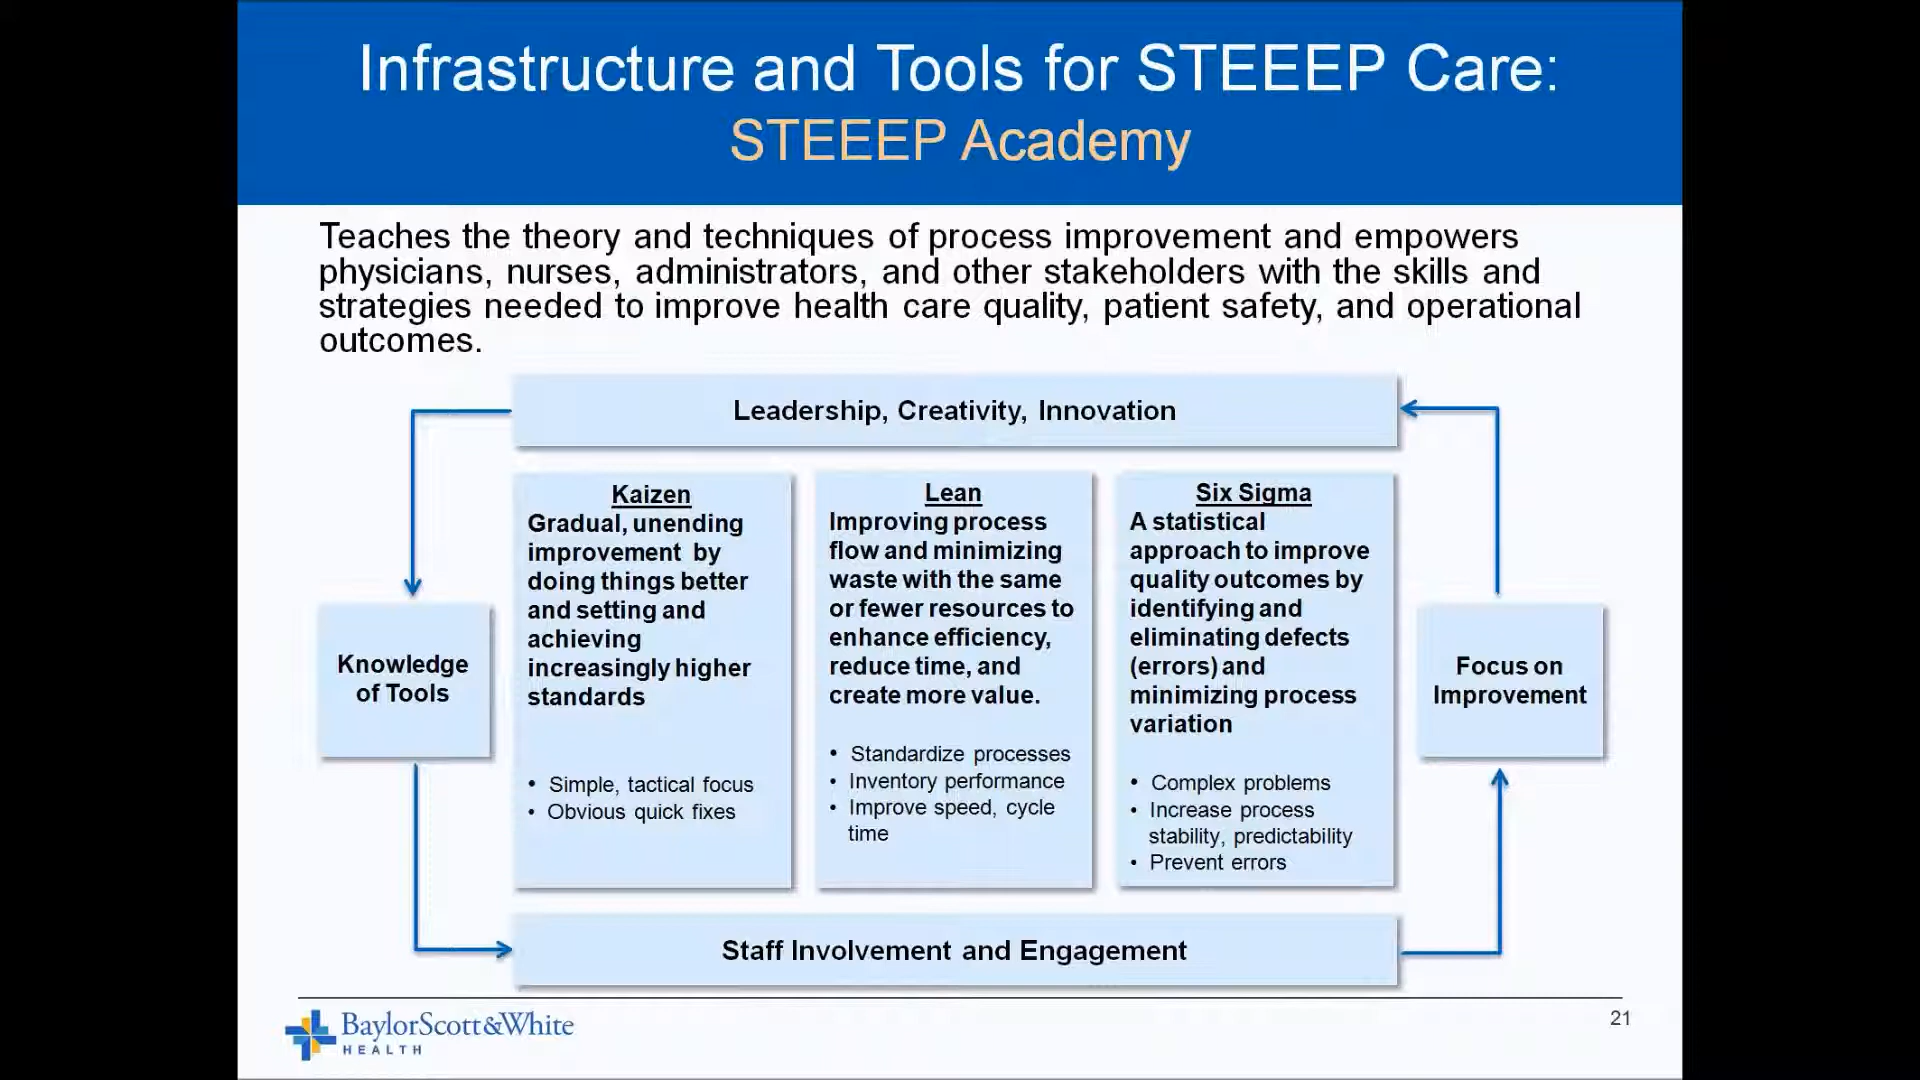 Infrastructure and Tools for STEEEP Care:
STEEEP Academy
Teaches the theory and techniques of process improvement and empowers
physicians, nurses, administrators, and other stakeholders with the skills and
strategies needed to improve health care quality, patient safety, and operational
outcomes.
Leadership, Creativity, Innovation
Knowledge
of Tools
Kaizen
Gradual, unending
improvement by
doing things better
and setting and
achieving
increasingly higher
standards
• Simple, tactical focus
• Obvious quick fixes
Lean
Improving process
flow and minimizing
waste with the same
or fewer resources to
enhance efficiency,
reduce time, and
create more value.
• Standardize processes
• Inventory performance
• Improve speed, cycle
time
Six Sigma
A statistical
approach to improve
quality outcomes by
identifying and
eliminating defects
(errors) and
minimizing process
variation
• Complex problems
• Increase process
stability, predictability
• Prevent errors
Focus on
Improvement
Staff Involvement and Engagement
BaylorScott&White
HEALTH
21